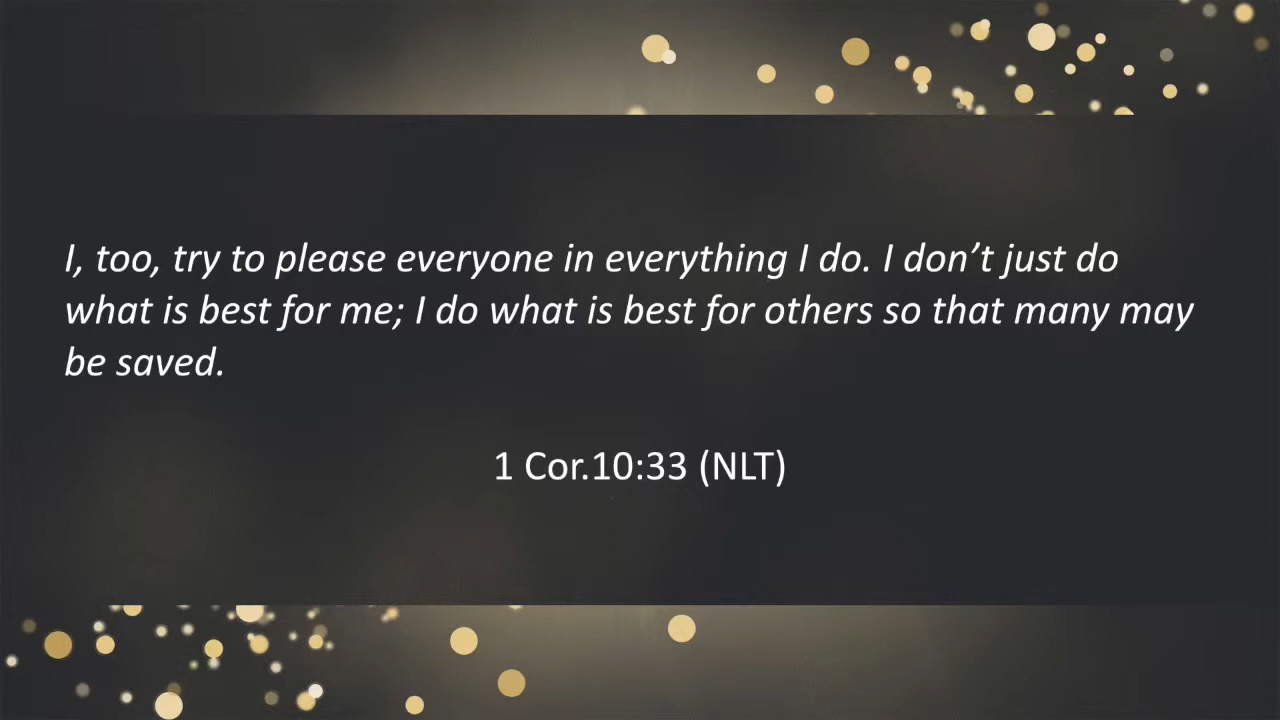 I, too, try to please everyone in everything I do. I don’t just do
what is best for me; I do what is best for others so that many may
be saved.
1 Cor.10:33 (NLT)